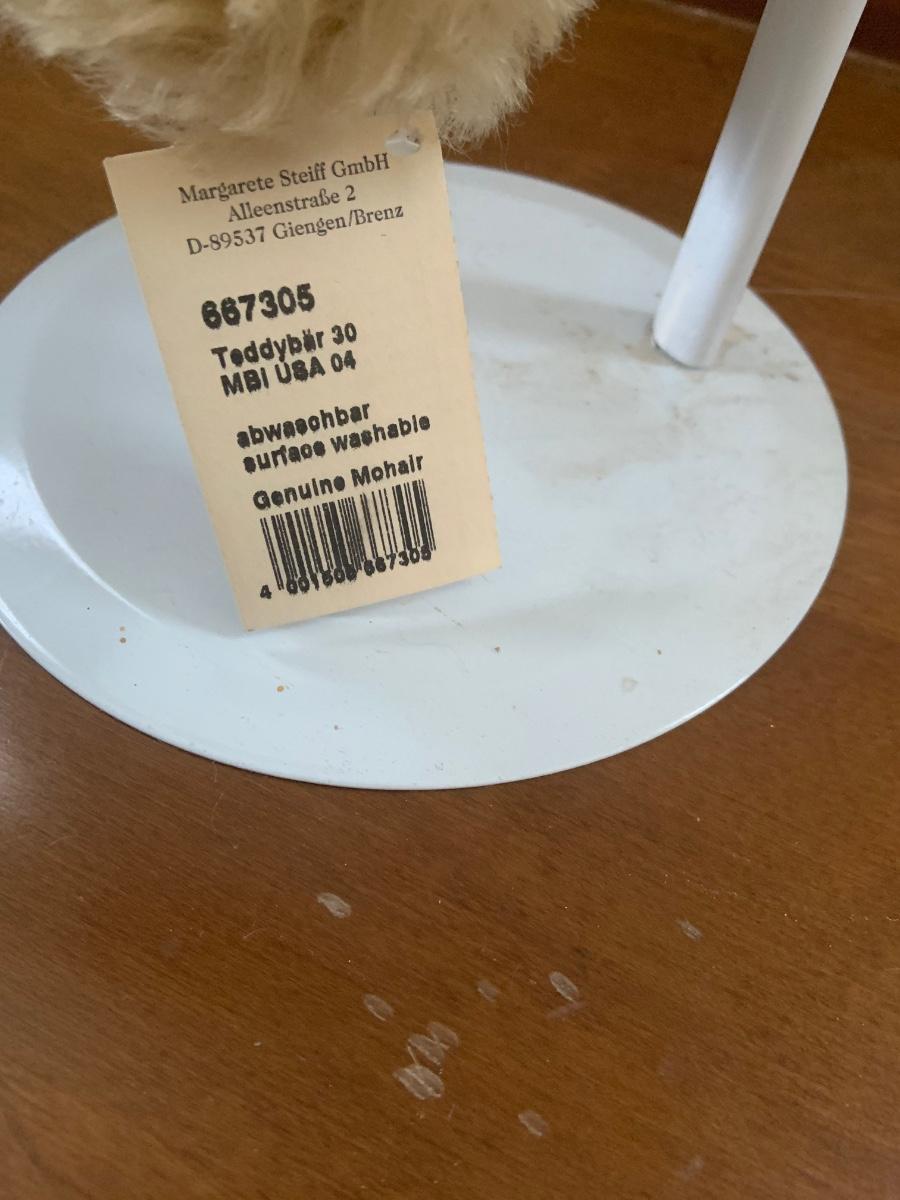 Margarete Steiff GmbH
Alleenstraße 2
D-89537 Giengen/Brenz
667305
Teddybär 30
MBI USA 04
abwaschbar
surface washable
Genuine Mohair
4 001505 667305